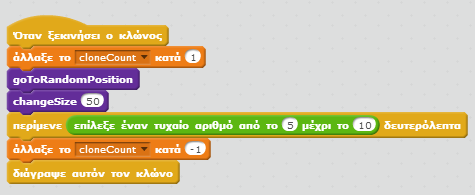 Όταν ξεκινήσει ο κλώνος
άλλαξε το cloneCount κατά 1
goToRandomPosition
changeSize 50
περίμενε επίλεξε έναν τυχαίο αριθμό από το 5 μέχρι το 10 δευτερόλεπτα
άλλαξε το cloneCount κατά -1
διάγραψε αυτόν τον κλώνο